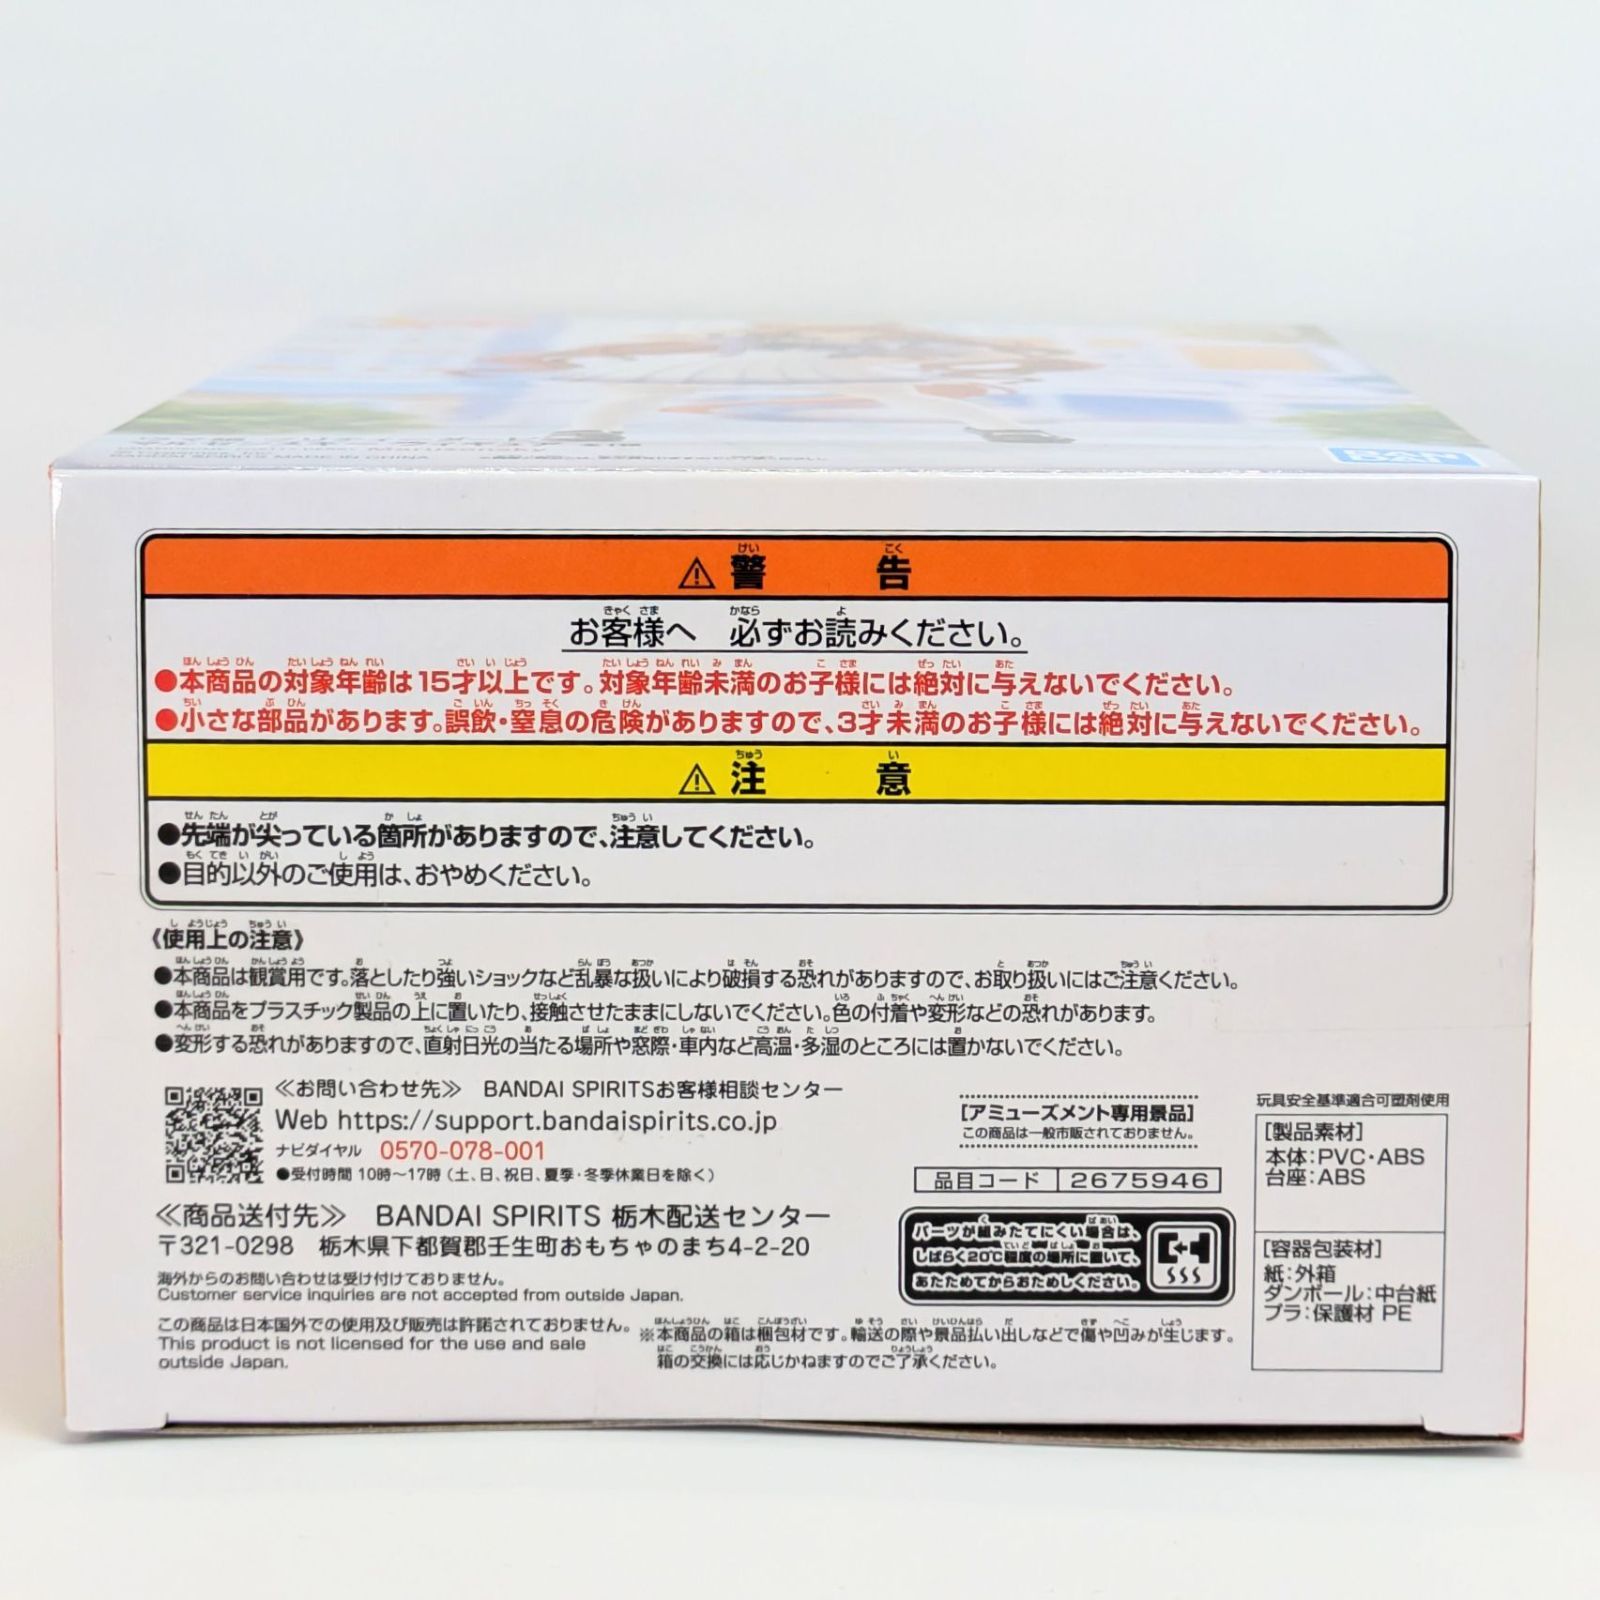 Marusensky
MADE IN CHINA
⚠警告
お客様へ 必ずお読みください。
●本商品の対象年齢は15才以上です。対象年齢未満のお子様には絶対に与えないでください。
●小さな部品があります。誤飲・窒息の危険がありますので、3才未満のお子様には絶対に与えないでください。
⚠注意
●先端が尖っている箇所がありますので、注意してください。
●目的以外のご使用は、おやめください。
《使用上の注意》
●本商品は観賞用です。落としたり強いショックなど乱暴な扱いにより破損する恐れがありますので、お取り扱いにはご注意ください。
●本商品をプラスチック製品の上に置いたり、接触させたままにしないでください。色の付着や変形などの恐れがあります。
●変形する恐れがありますので、直射日光の当たる場所や窓際・車内など高温・多湿のところには置かないでください。
≪お問い合わせ先≫ BANDAI SPIRITSお客様相談センター
Web https://support.bandaispirits.co.jp
ナビダイヤル 0570-078-001
●受付時間 10時～17時（土、日、祝日、夏季・冬季休業日を除く）
≪商品送付先≫ BANDAI SPIRITS 栃木配送センター
〒321-0298 栃木県下都賀郡壬生町おもちゃのまち4-2-20
海外からのお問い合わせは受け付けておりません。
Customer service inquiries are not accepted from outside Japan.
この商品は日本国外での使用及び販売は許諾されておりません。
This product is not licensed for the use and sale
outside Japan.
[アミューズメント専用景品]
この商品は一般市販されておりません。
品目コード 2675946
パーツが組みたてにくい場合は、
しばらく20℃程度の場所に置いて、
あたためてからおためしください。
※本商品の箱は梱包材です。輸送の際や景品払い出しなどで傷や凹みが生じます。
箱の交換には応じかねますのでご了承ください。
玩具安全基準適合可塑剤使用
[製品素材]
本体：PVC・ABS
台座：ABS
[容器包装材]
紙：外箱
ダンボール：中台紙
プラ：保護材 PE